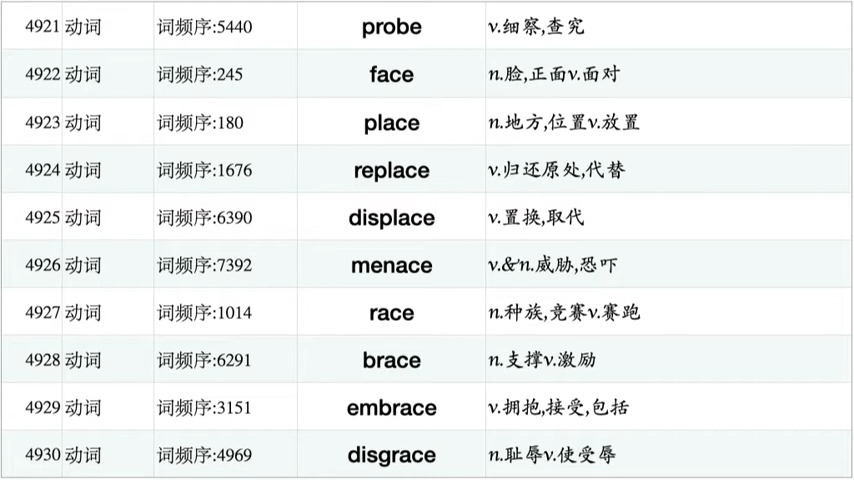 4921 动词 词频序:5440 probe v.细察,查究
4922 动词 词频序:245 face n.脸,正面v.面对
4923 动词 词频序:180 place n.地方,位置v.放置
4924 动词 词频序:1676 replace v.归还原处,代替
4925 动词 词频序:6390 displace v.置换,取代
4926 动词 词频序:7392 menace v.&n.威胁,恐吓
4927 动词 词频序:1014 race n.种族,竞赛v.赛跑
4928 动词 词频序:6291 brace n.支撑v.激励
4929 动词 词频序:3151 embrace v.拥抱,接受,包括
4930 动词 词频序:4969 disgrace n.耻辱v.使受辱